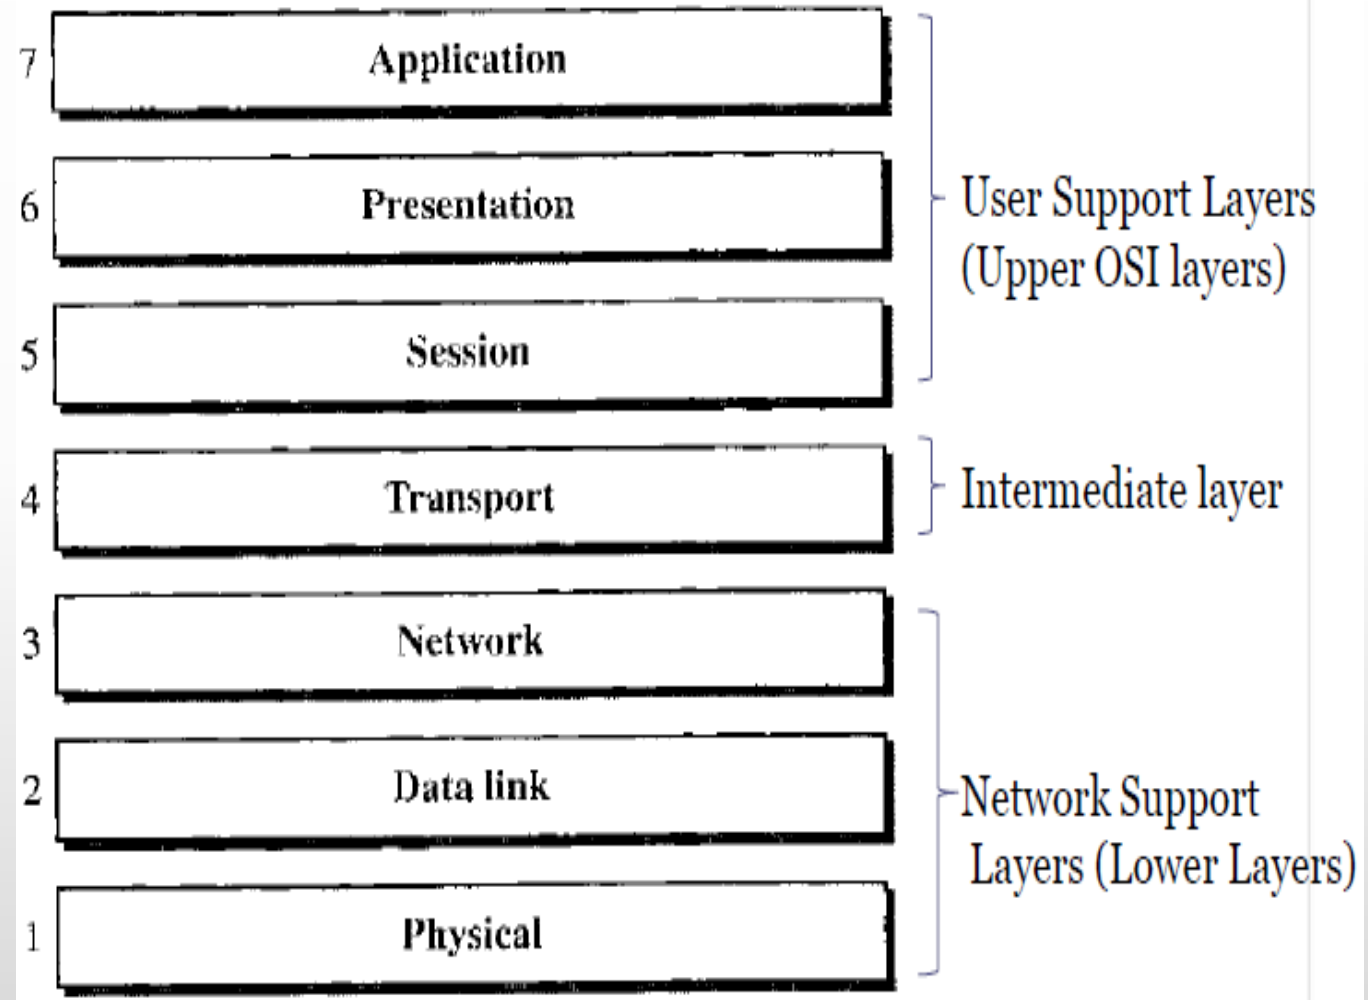 7 Application
6 Presentation
5 Session
User Support Layers
(Upper OSI layers)
4 Transport
Intermediate layer
3 Network
2 Data link
1 Physical
Network Support
Layers (Lower Layers)